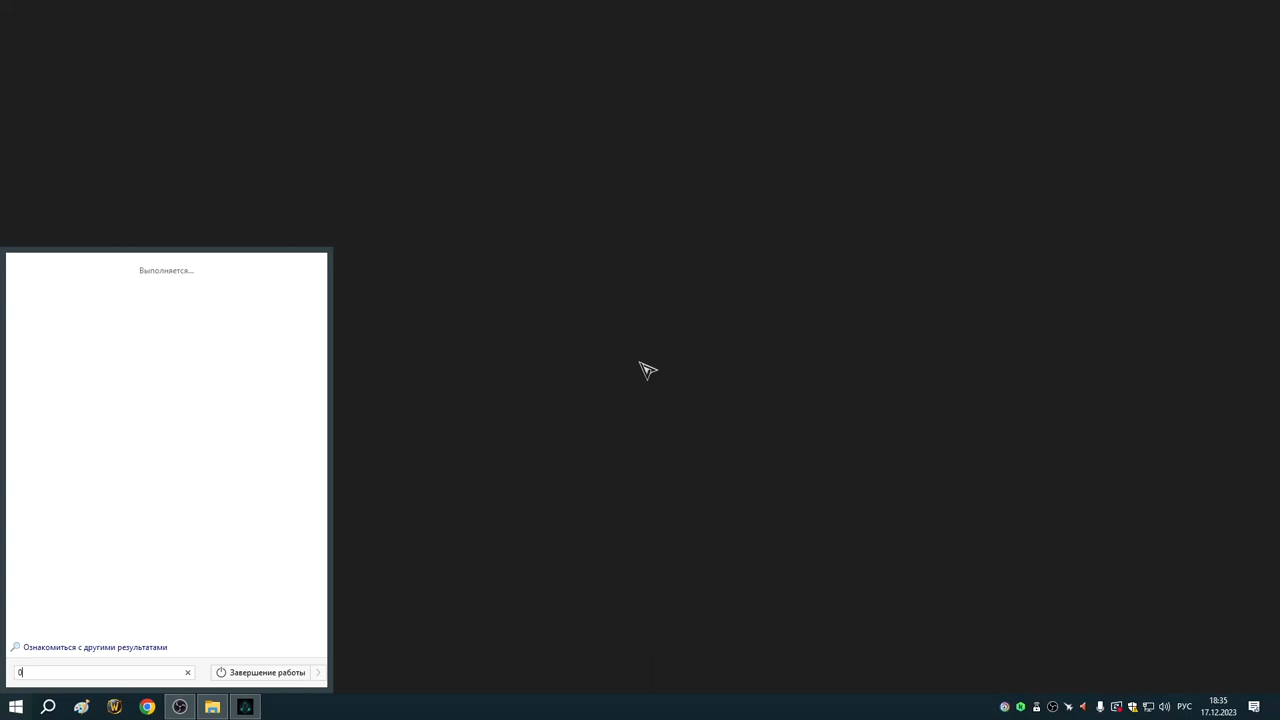 Выполняется...
Ознакомиться с другими результатами
0
Завершение работы
РУС
18:35
17.12.2023